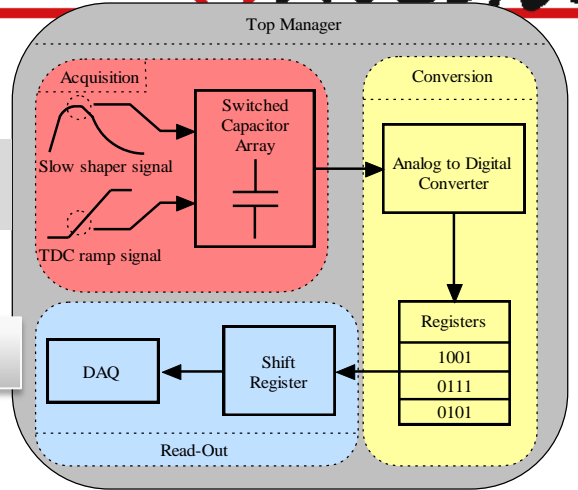 Top Manager
Acquisition
Slow shaper signal
TDC ramp signal
Switched
Capacitor
Array
Conversion
Analog to Digital
Converter
Registers
1001
0111
0101
Shift
Register
DAQ
Read-Out